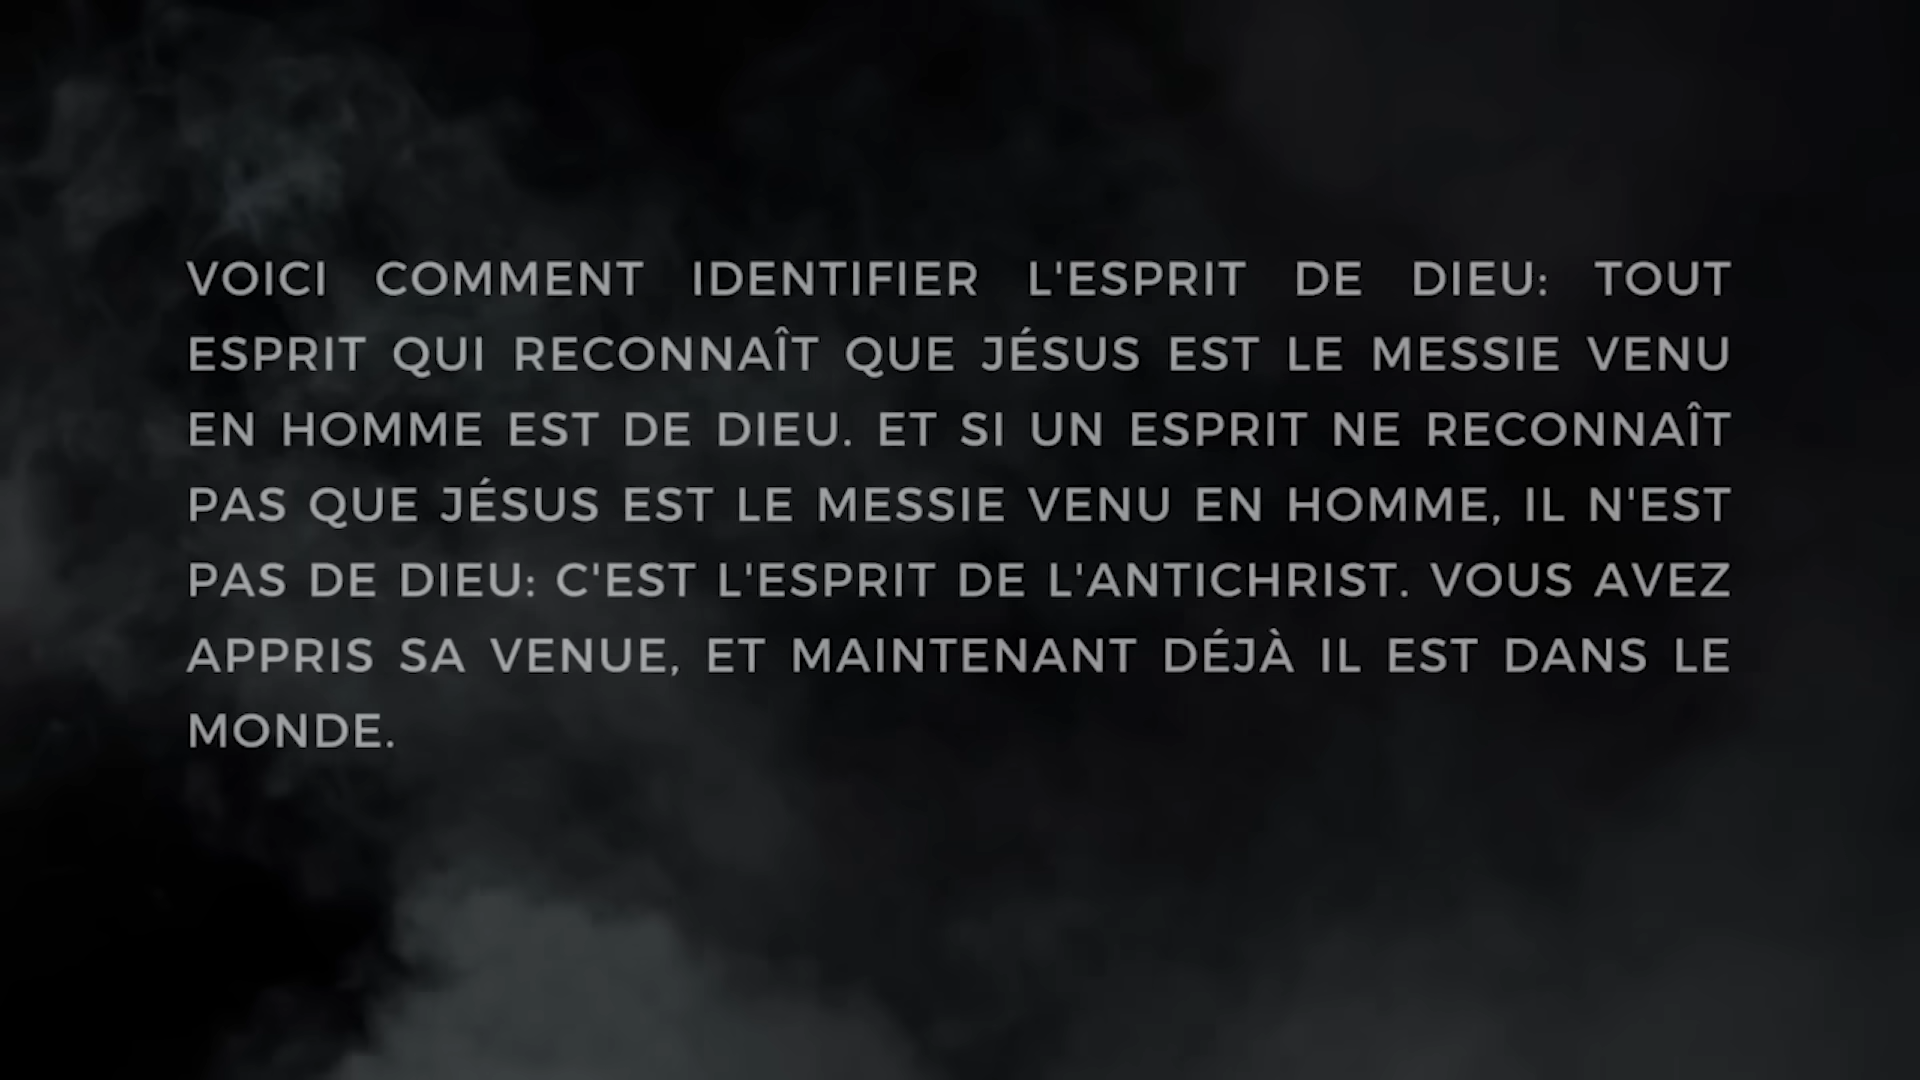 VOICI COMMENT IDENTIFIER L'ESPRIT DE DIEU: TOUT
ESPRIT QUI RECONNAÎT QUE JÉSUS EST LE MESSIE VENU
EN HOMME EST DE DIEU. ET SI UN ESPRIT NE RECONNAÎT
PAS QUE JÉSUS EST LE MESSIE VENU EN HOMME, IL N'EST
PAS DE DIEU: C'EST L'ESPRIT DE L'ANTICHRIST. VOUS AVEZ
APPRIS SA VENUE, ET MAINTENANT DÉJÀ IL EST DANS LE
MONDE.